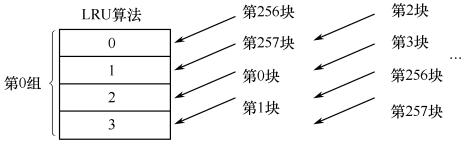 LRU算法
第256块
第2块
0
第257块
第3块
1
…
第0组
第0块
第256块
2
第1块
第257块
3